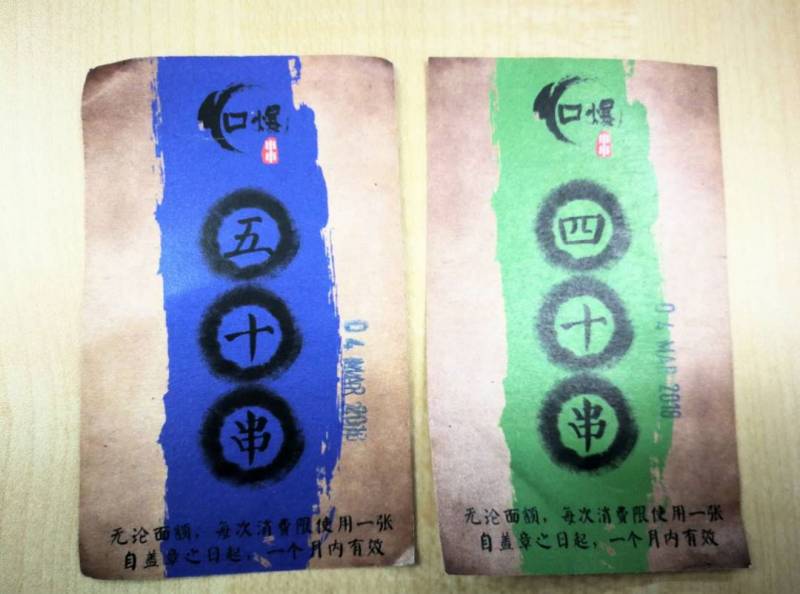 口爆
串串
五
十
串
04 MAR 2018
无论面额，每次消费限使用一张
自盖章之日起，一个月内有效
口爆
串串
四
十
串
04 MAR 2018
无论面额，每次消费限使用一张
自盖章之日起，一个月内有效